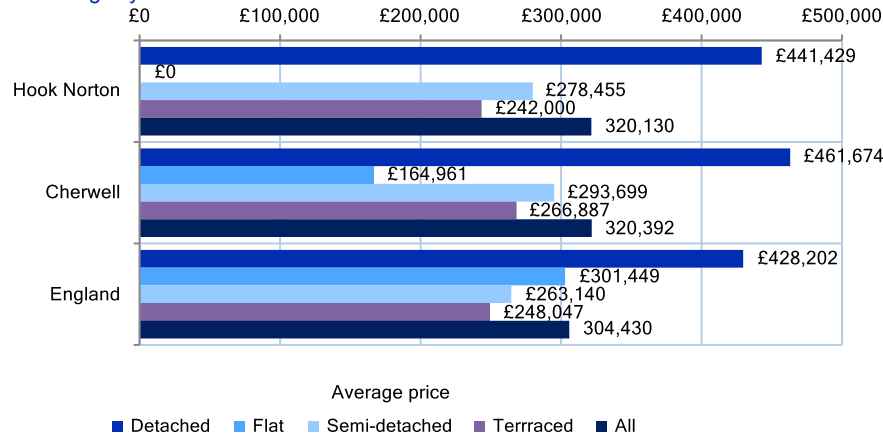 £0 £100,000 £200,000 £300,000 £400,000 £500,000
£441,429
£0
Hook Norton £278,455
£242,000
320,130
£461,674
£164,961
Cherwell £293,699
£266,887
320,392
£428,202
£301,449
England £263,140
£248,047
304,430
Average price
Detached Flat Semi-detached Terrraced All